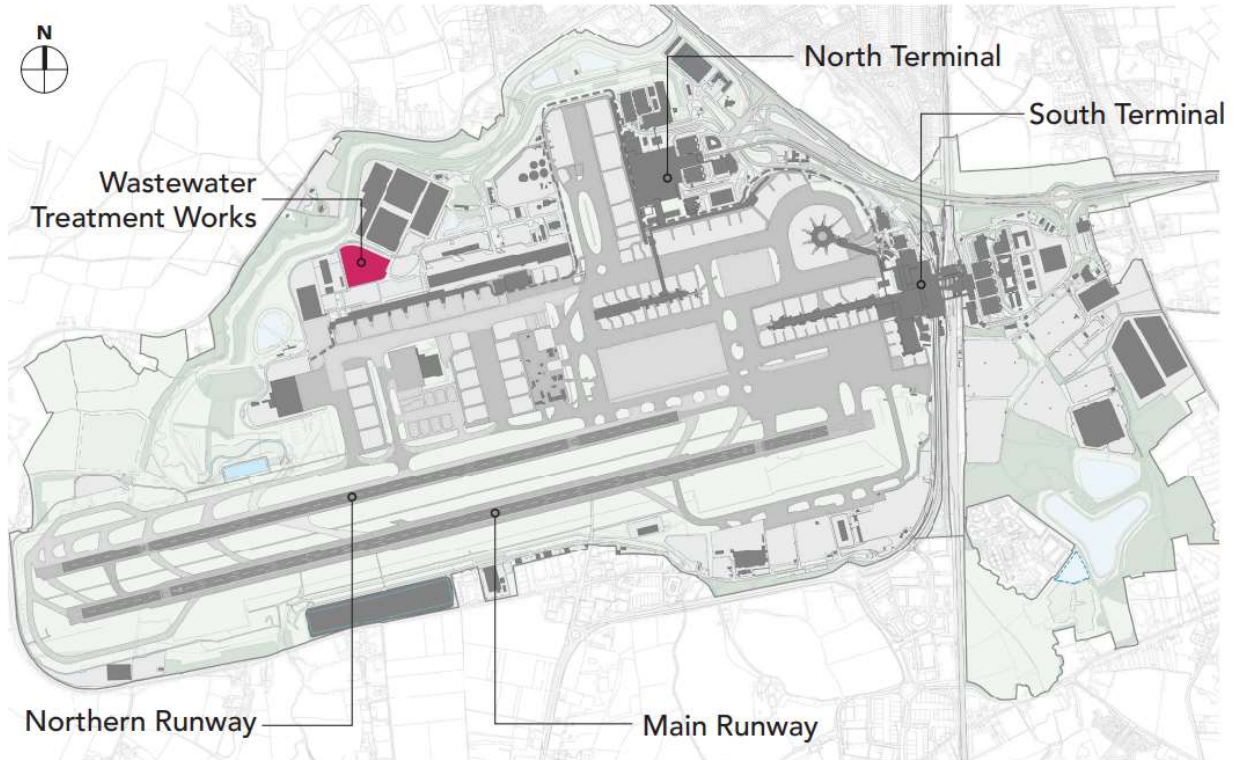 N
North Terminal
South Terminal
Wastewater
Treatment Works
Northern Runway
Main Runway